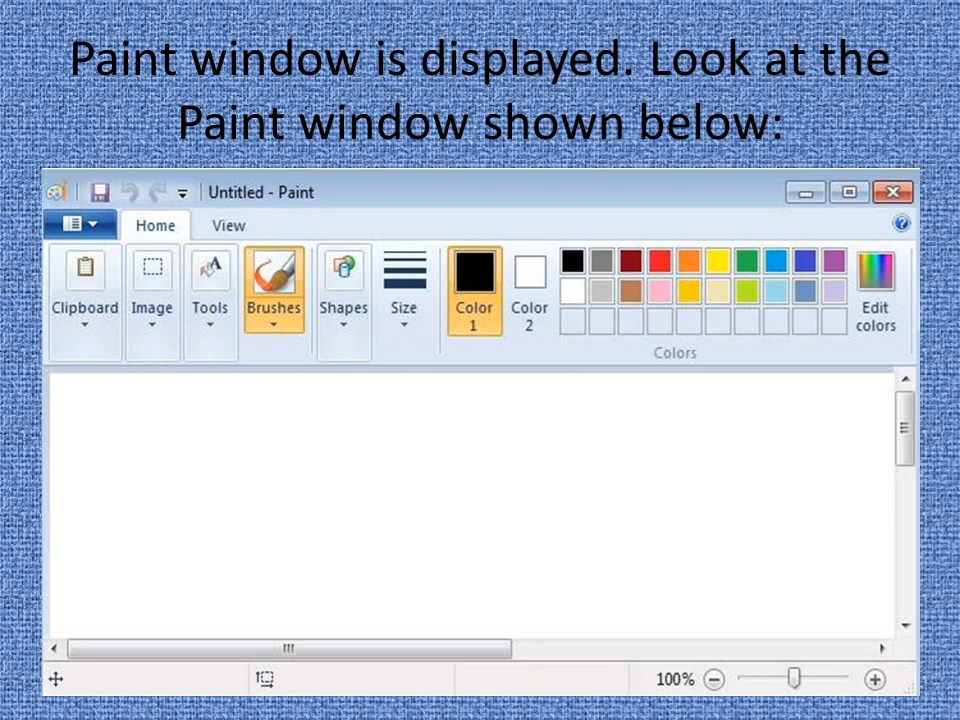 Paint window is displayed. Look at the
Paint window shown below:
Untitled - Paint
Home View
Clipboard Image Tools Brushes Shapes Size Color 1 Color 2 Edit colors
Colors
100%